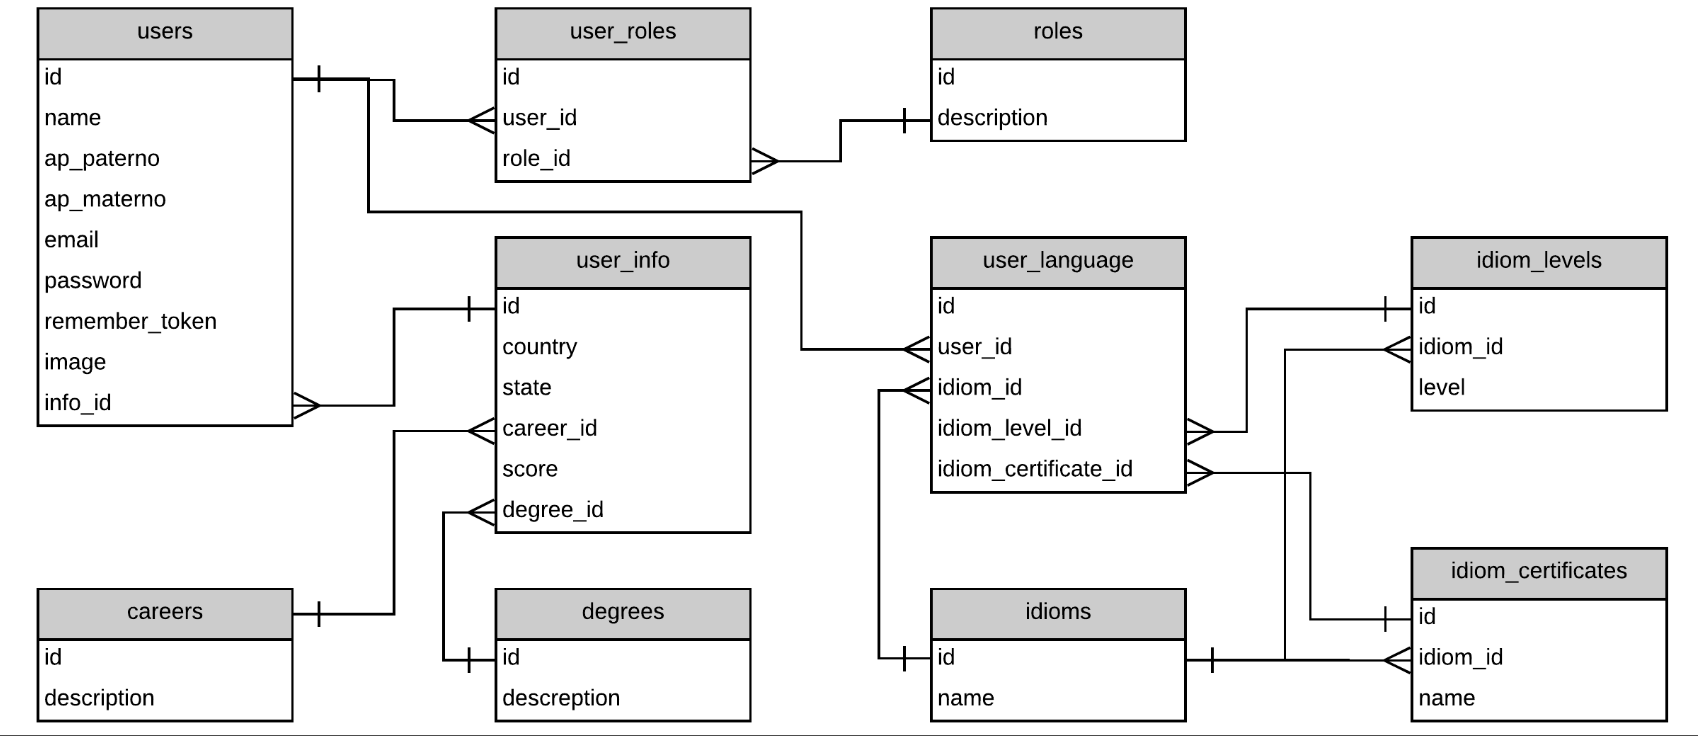 users
id
name
ap_paterno
ap_materno
email
password
remember_token
image
info_id
user_roles
id
user_id
role_id
roles
id
description
user_info
id
country
state
career_id
score
degree_id
user_language
id
user_id
idiom_id
idiom_level_id
idiom_certificate_id
idiom_levels
id
idiom_id
level
careers
id
description
degrees
id
descreption
idioms
id
name
idiom_certificates
id
idiom_id
name